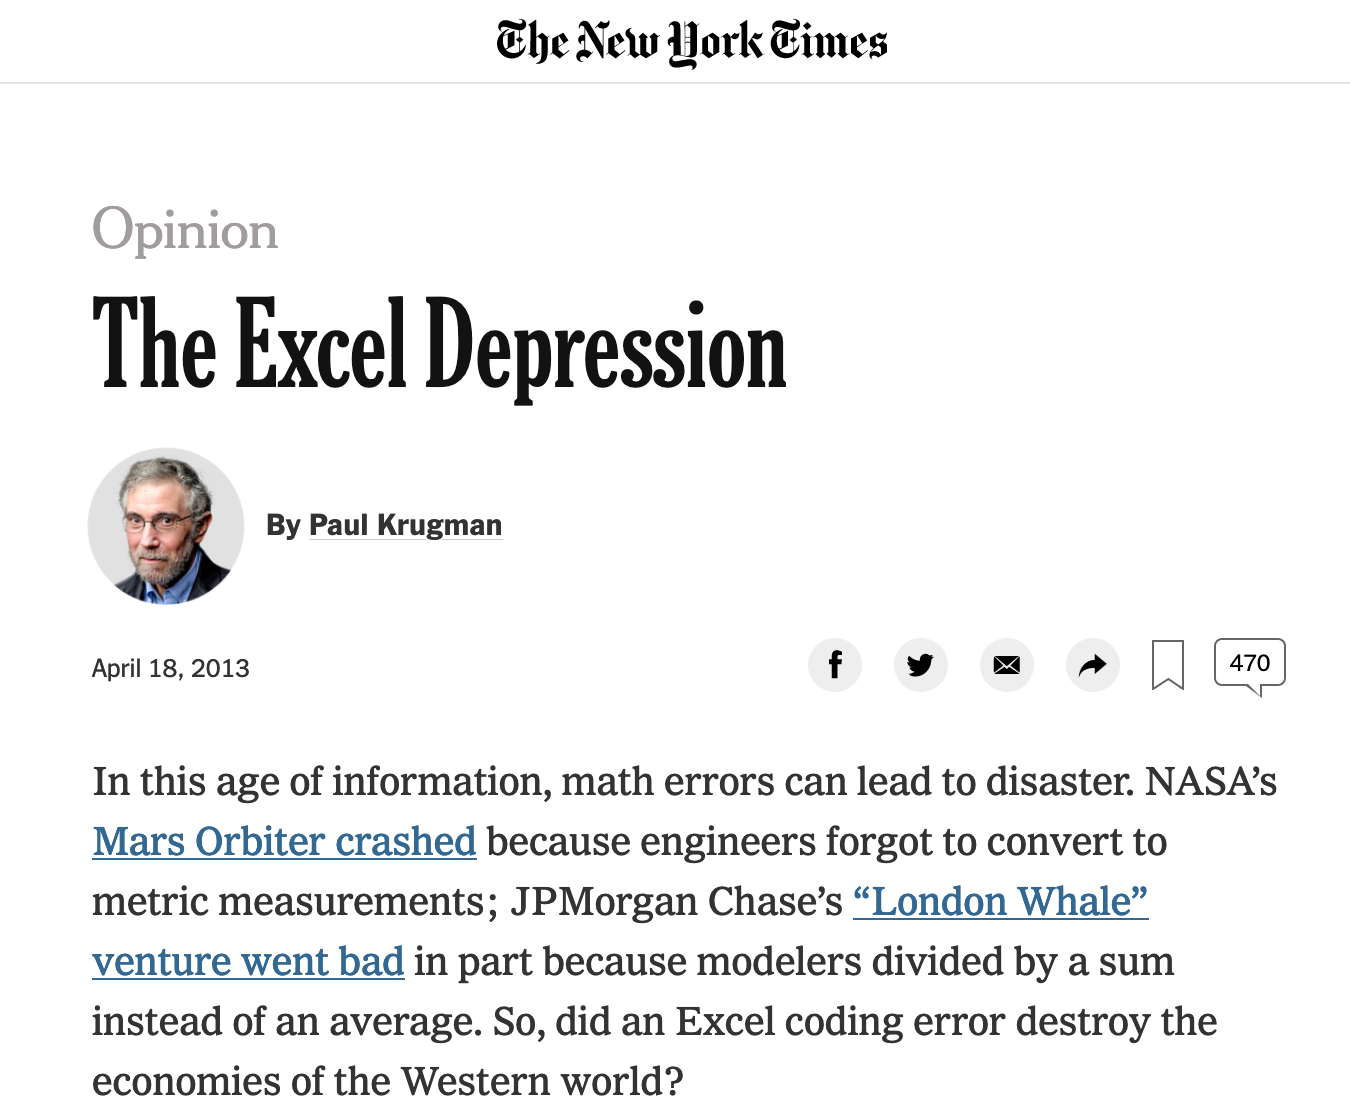 The New York Times
Opinion
The Excel Depression
By Paul Krugman
April 18, 2013
470
In this age of information, math errors can lead to disaster. NASA’s
Mars Orbiter crashed because engineers forgot to convert to
metric measurements; JPMorgan Chase’s “London Whale”
venture went bad in part because modelers divided by a sum
instead of an average. So, did an Excel coding error destroy the
economies of the Western world?